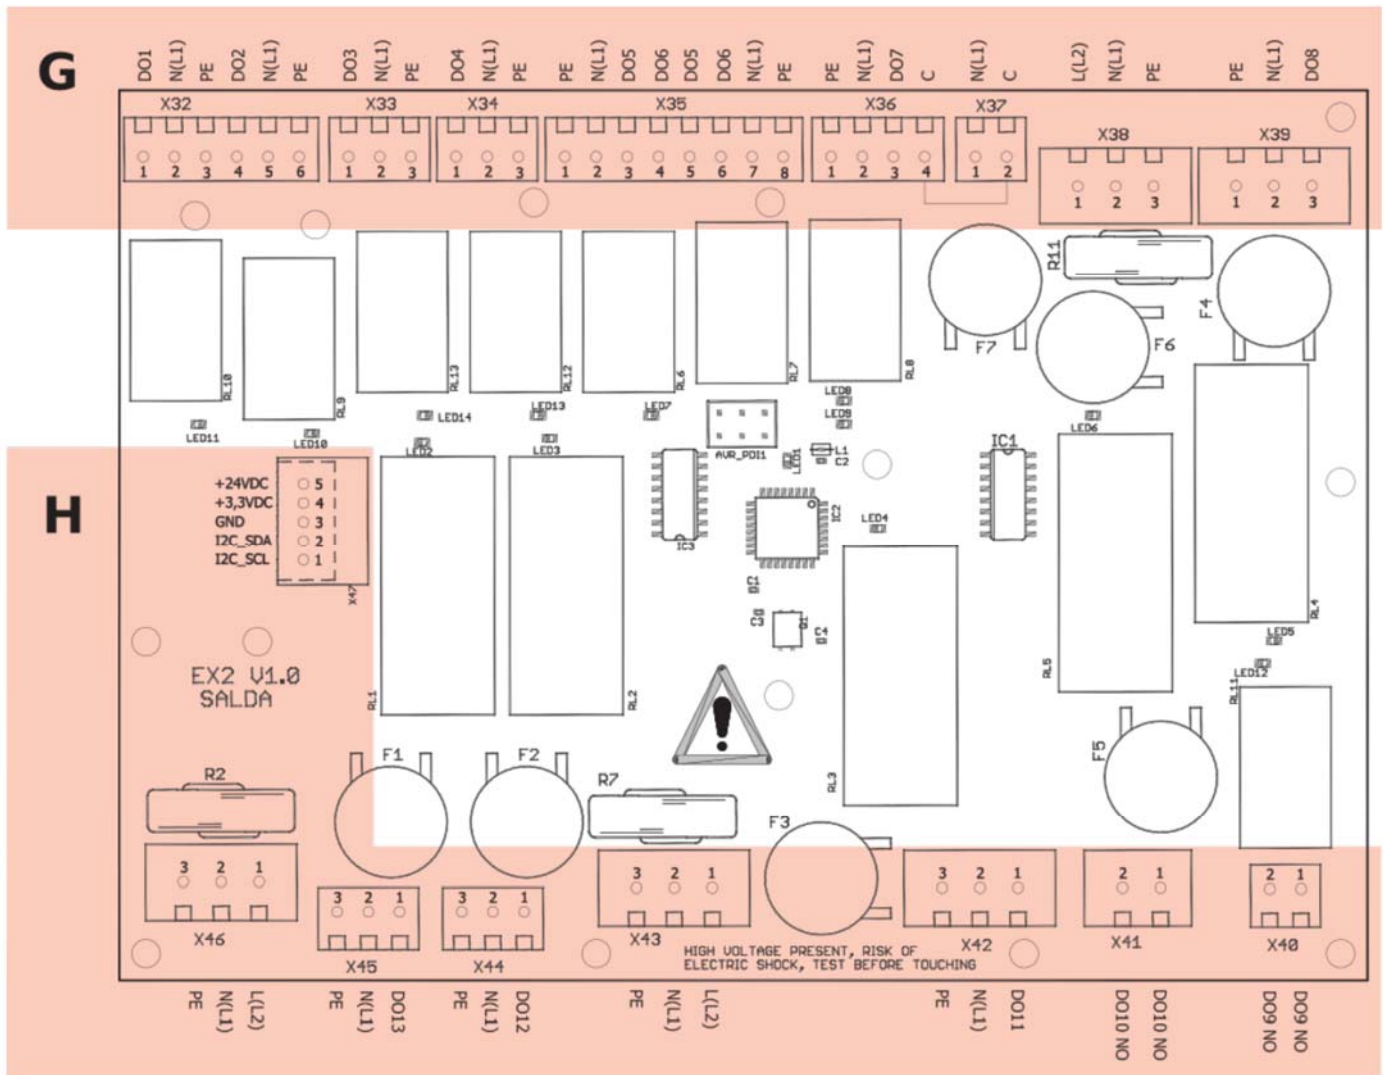 G
DO1 N(L1) PE DO2 N(L1) PE DO3 N(L1) PE DO4 N(L1) PE PE N(L1) DO5 DO6 DO5 DO6 N(L1) PE PE N(L1) DO7 C N(L1) C L(L2) N(L1) PE PE N(L1) DO8
X32 X33 X34 X35 X36 X37 X38 X39
1 2 3 4 5 6 1 2 3 1 2 3 1 2 3 4 5 6 7 8 1 2 3 4 1 2 1 2 3 1 2 3
R11
F7 F6 F4
RL10 RL9 RL13 RL12 RL6 RL7 RL8
LED8
LED11 LED10 LED14 LED13 LED7 LED9 LED6
LED2 LED3 AVR_PDI1 LED1 L1 C2 IC1
H
+24VDC 5
+3,3VDC 4
GND 3
I2C_SDA 2
I2C_SCL 1
X47
IC3 IC2 LED4
C1
C3 Q1 C4
RL4
LED5
LED12
EX2 V1.0
SALDA
RL1 RL2 RL3 RL5 RL11
F1 F2 F5
R2 R7 F3
3 2 1 3 2 1 3 2 1 3 2 1 3 2 1 2 1 2 1
X46 X45 X44 X43 X42 X41 X40
HIGH VOLTAGE PRESENT, RISK OF
ELECTRIC SHOCK, TEST BEFORE TOUCHING
PE N(L1) L(L2) PE N(L1) DO13 PE N(L1) DO12 PE N(L1) L(L2) PE N(L1) DO11 DO10 NO DO10 NO DO9 NO DO9 NO